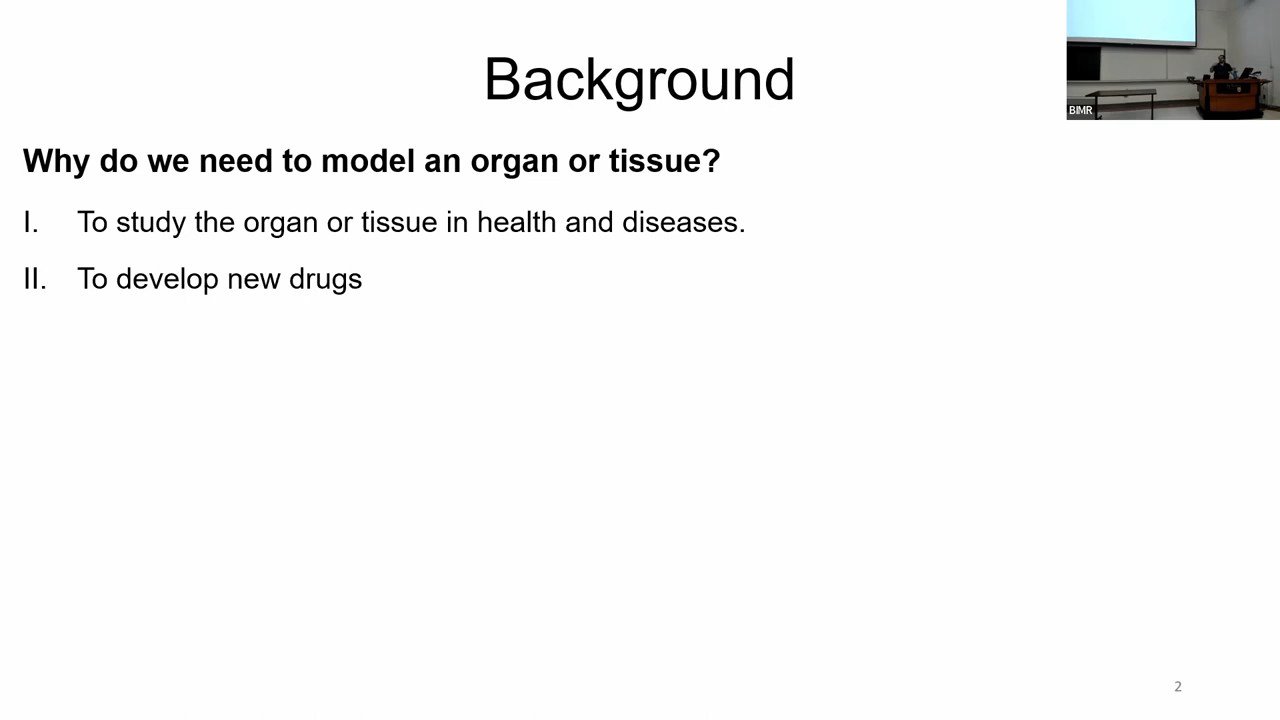 Background
BIMR
Why do we need to model an organ or tissue?
I. To study the organ or tissue in health and diseases.
II. To develop new drugs
2